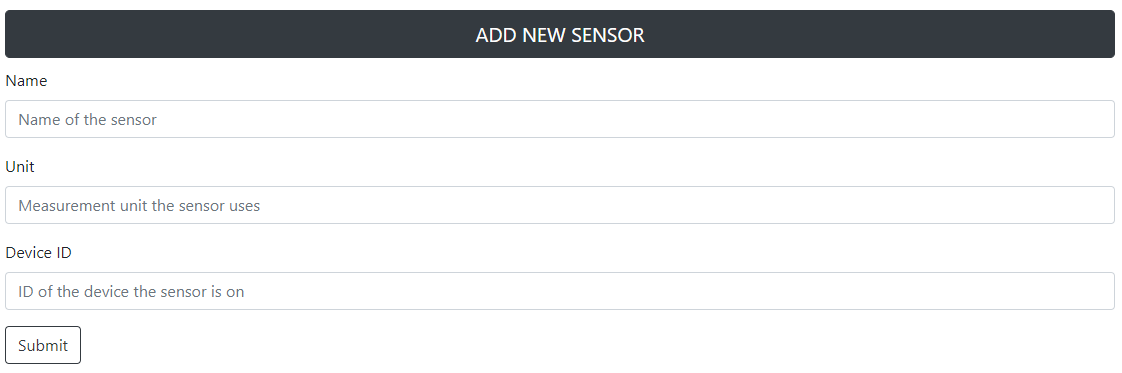 ADD NEW SENSOR
Name
Name of the sensor
Unit
Measurement unit the sensor uses
Device ID
ID of the device the sensor is on
Submit